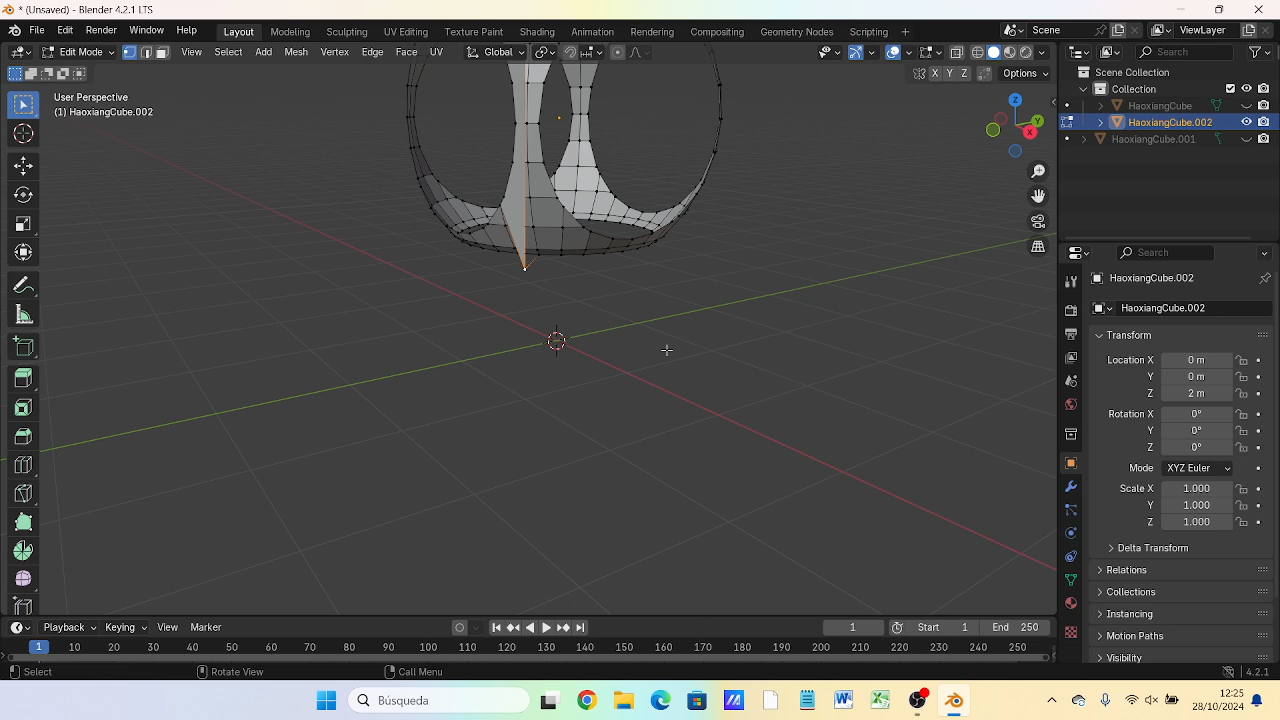 * (Unsaved) - Blender 4.2.1 LTS
File Edit Render Window Help Layout Modeling Sculpting UV Editing Texture Paint Shading Animation Rendering Compositing Geometry Nodes Scripting + Scene ViewLayer
Edit Mode View Select Add Mesh Vertex Edge Face UV Global Search
X Y Z Options
User Perspective
(1) HaoxiangCube.002
Z
Y
X
Scene Collection
Collection
HaoxiangCube
HaoxiangCube.002
HaoxiangCube.001
Search
HaoxiangCube.002
HaoxiangCube.002
Transform
Location X 0 m
Y 0 m
Z 2 m
Rotation X 0°
Y 0°
Z 0°
Mode XYZ Euler
Scale X 1.000
Y 1.000
Z 1.000
Delta Transform
Relations
Collections
Instancing
Motion Paths
Visibility
Playback Keying View Marker 1 Start 1 End 250
1 10 20 30 40 50 60 70 80 90 100 110 120 130 140 150 160 170 180 190 200 210 220 230 240 250
Select Rotate View Call Menu 4.2.1
Búsqueda
12:25
28/10/2024